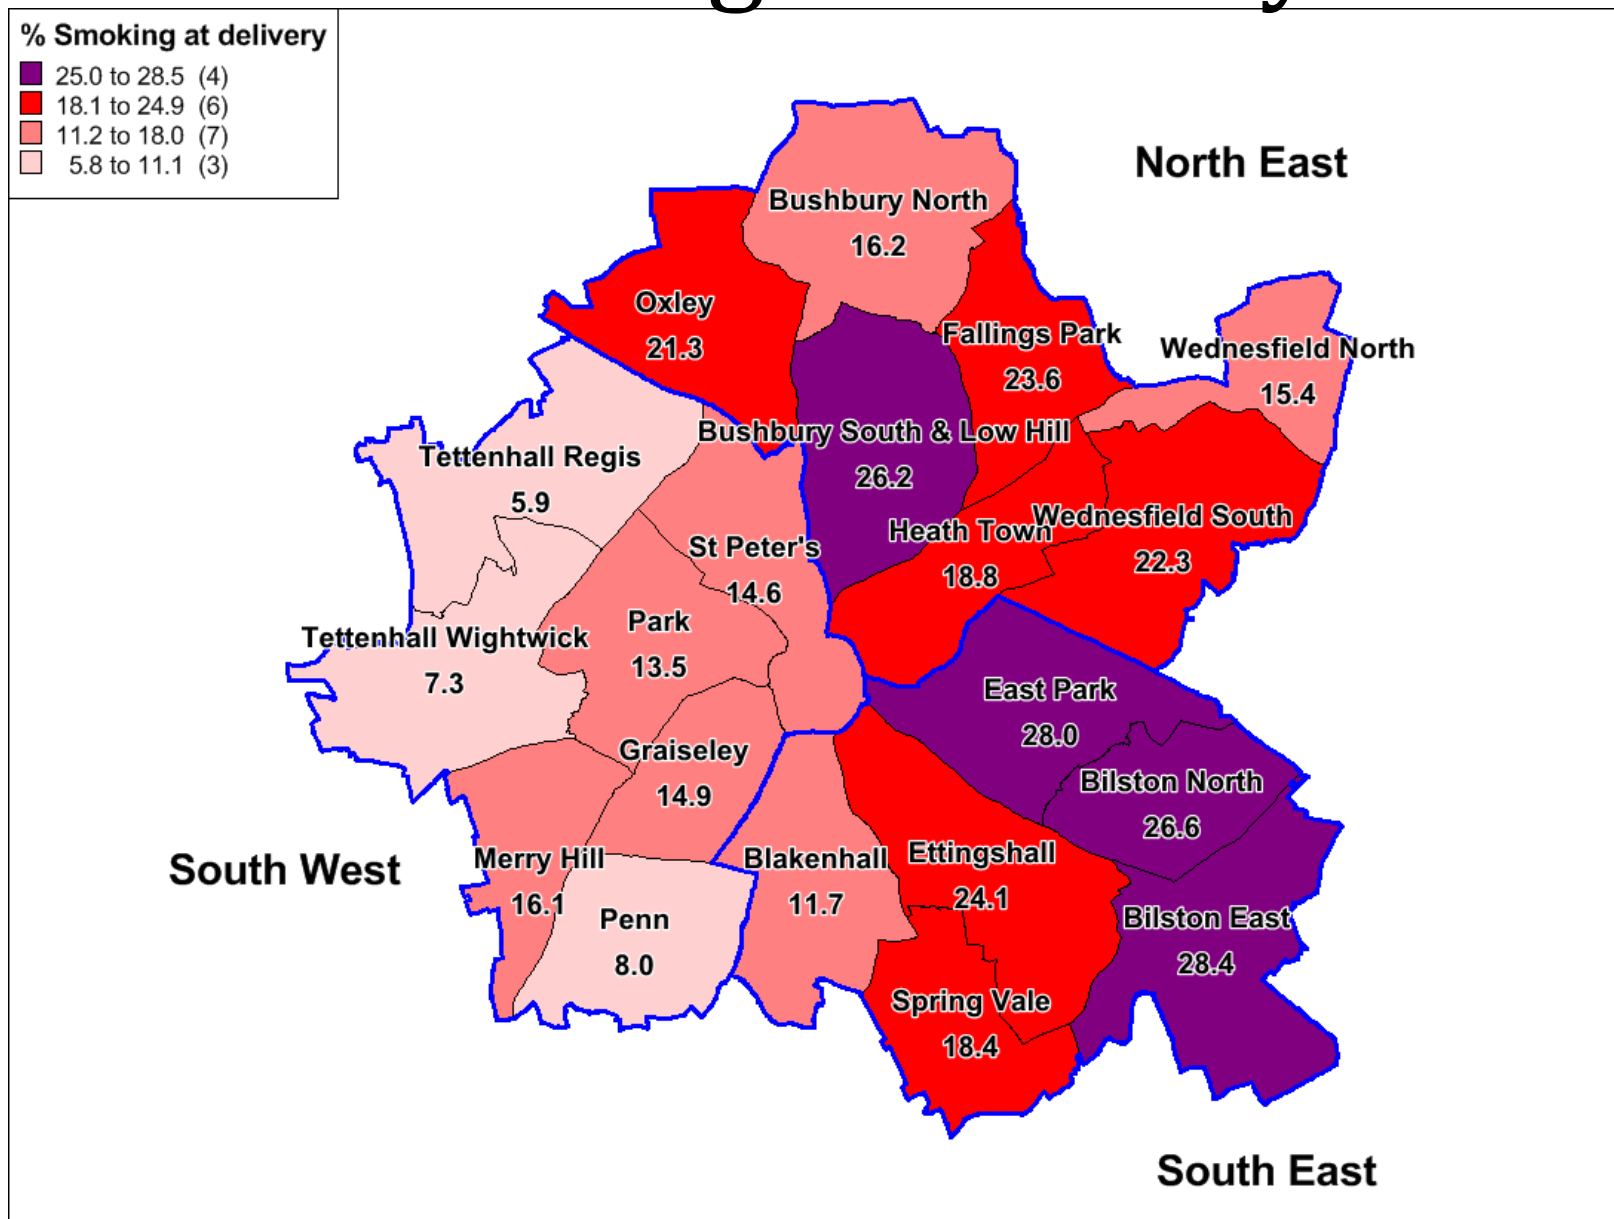 % Smoking at delivery
25.0 to 28.5 (4)
18.1 to 24.9 (6)
11.2 to 18.0 (7)
5.8 to 11.1 (3)
North East
Bushbury North
16.2
Oxley
21.3
Fallings Park
23.6
Wednesfield North
15.4
Bushbury South & Low Hill
26.2
Tettenhall Regis
5.9
Heath Town
18.8
Wednesfield South
22.3
St Peter's
14.6
Park
13.5
Tettenhall Wightwick
7.3
East Park
28.0
Graiseley
14.9
Bilston North
26.6
South West
Merry Hill
16.1
Blakenhall
11.7
Ettingshall
24.1
Penn
8.0
Bilston East
28.4
Spring Vale
18.4
South East